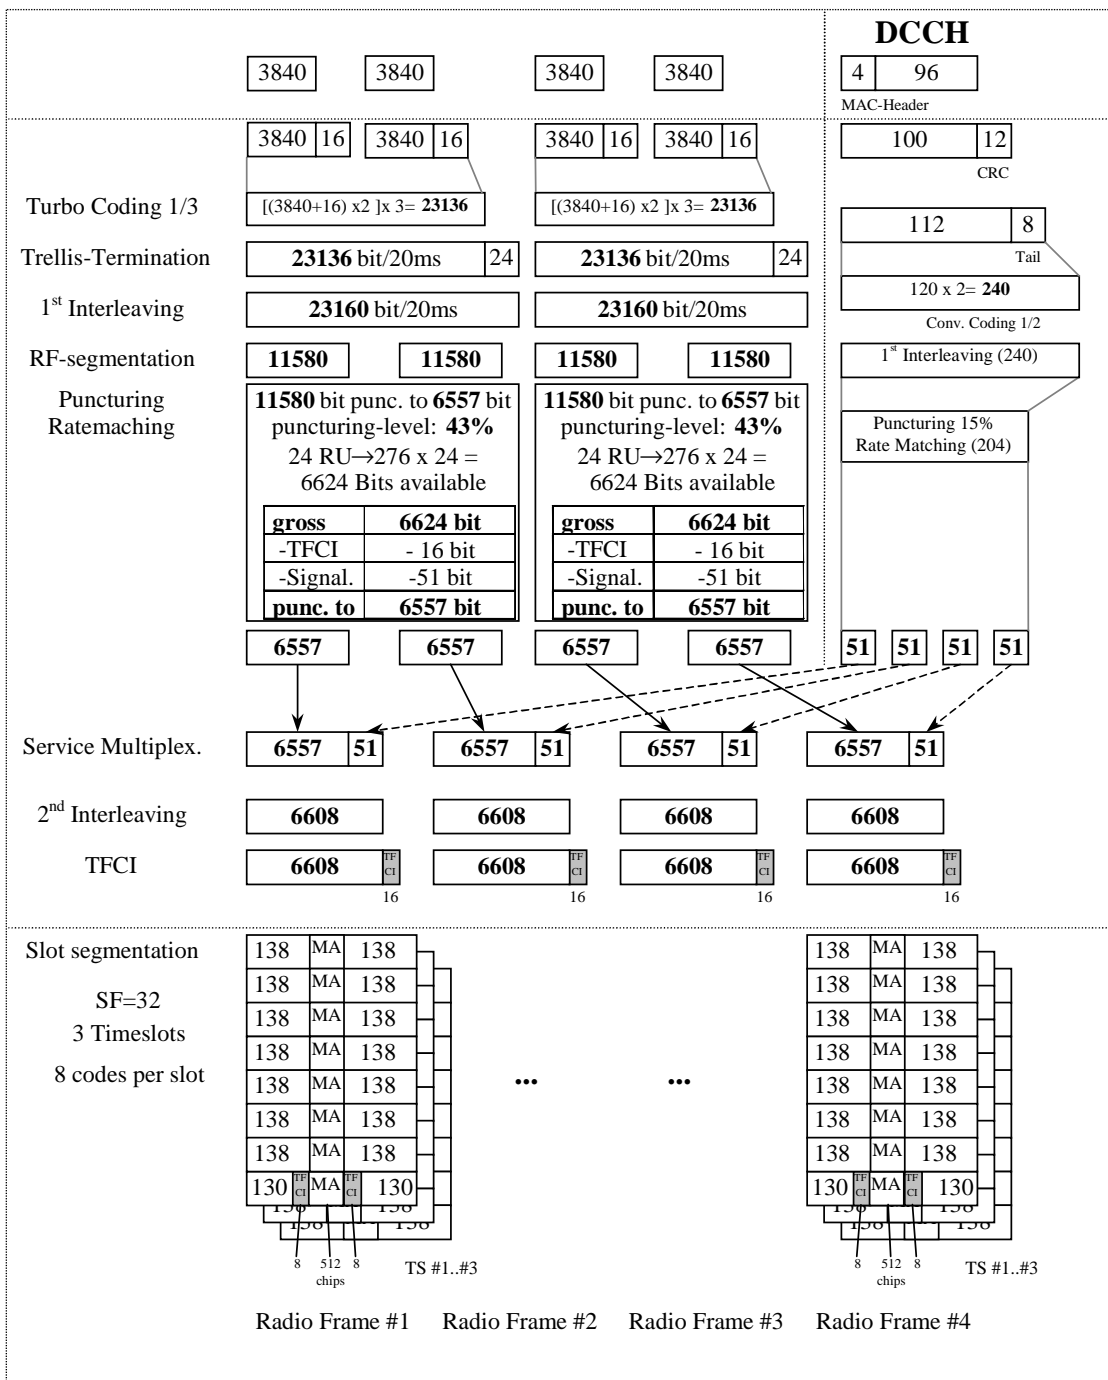 DCCH
3840 3840 3840 3840 4 96
MAC-Header
3840 16 3840 16 3840 16 3840 16 100 12
CRC
Turbo Coding 1/3 [(3840+16) x2 ]x 3= 23136 [(3840+16) x2 ]x 3= 23136
112 8
Tail
Trellis-Termination 23136 bit/20ms 24 23136 bit/20ms 24
120 x 2= 240
Conv. Coding 1/2
1st Interleaving 23160 bit/20ms 23160 bit/20ms
RF-segmentation 11580 11580 11580 11580 1st Interleaving (240)
Puncturing
Ratemaching
11580 bit punc. to 6557 bit
puncturing-level: 43%
24 RU→276 x 24 =
6624 Bits available
gross 6624 bit
-TFCI - 16 bit
-Signal. -51 bit
punc. to 6557 bit
11580 bit punc. to 6557 bit
puncturing-level: 43%
24 RU→276 x 24 =
6624 Bits available
gross 6624 bit
-TFCI - 16 bit
-Signal. -51 bit
punc. to 6557 bit
Puncturing 15%
Rate Matching (204)
6557 6557 6557 6557 51 51 51 51
Service Multiplex. 6557 51 6557 51 6557 51 6557 51
2nd Interleaving 6608 6608 6608 6608
TFCI 6608 TF CI 6608 TF CI 6608 TF CI 6608 TF CI
16 16 16 16
Slot segmentation
SF=32
3 Timeslots
8 codes per slot
138 MA 138 138 MA 138
138 MA 138 138 MA 138
138 MA 138 138 MA 138
138 MA 138 138 MA 138
138 MA 138 ... ... 138 MA 138
138 MA 138 138 MA 138
138 MA 138 138 MA 138
130 TF CI MA TF CI 130 130 TF CI MA TF CI 130
138 138 138 138
138 138 138 138
8 512 8 8 512 8
chips chips
TS #1..#3 TS #1..#3
Radio Frame #1 Radio Frame #2 Radio Frame #3 Radio Frame #4